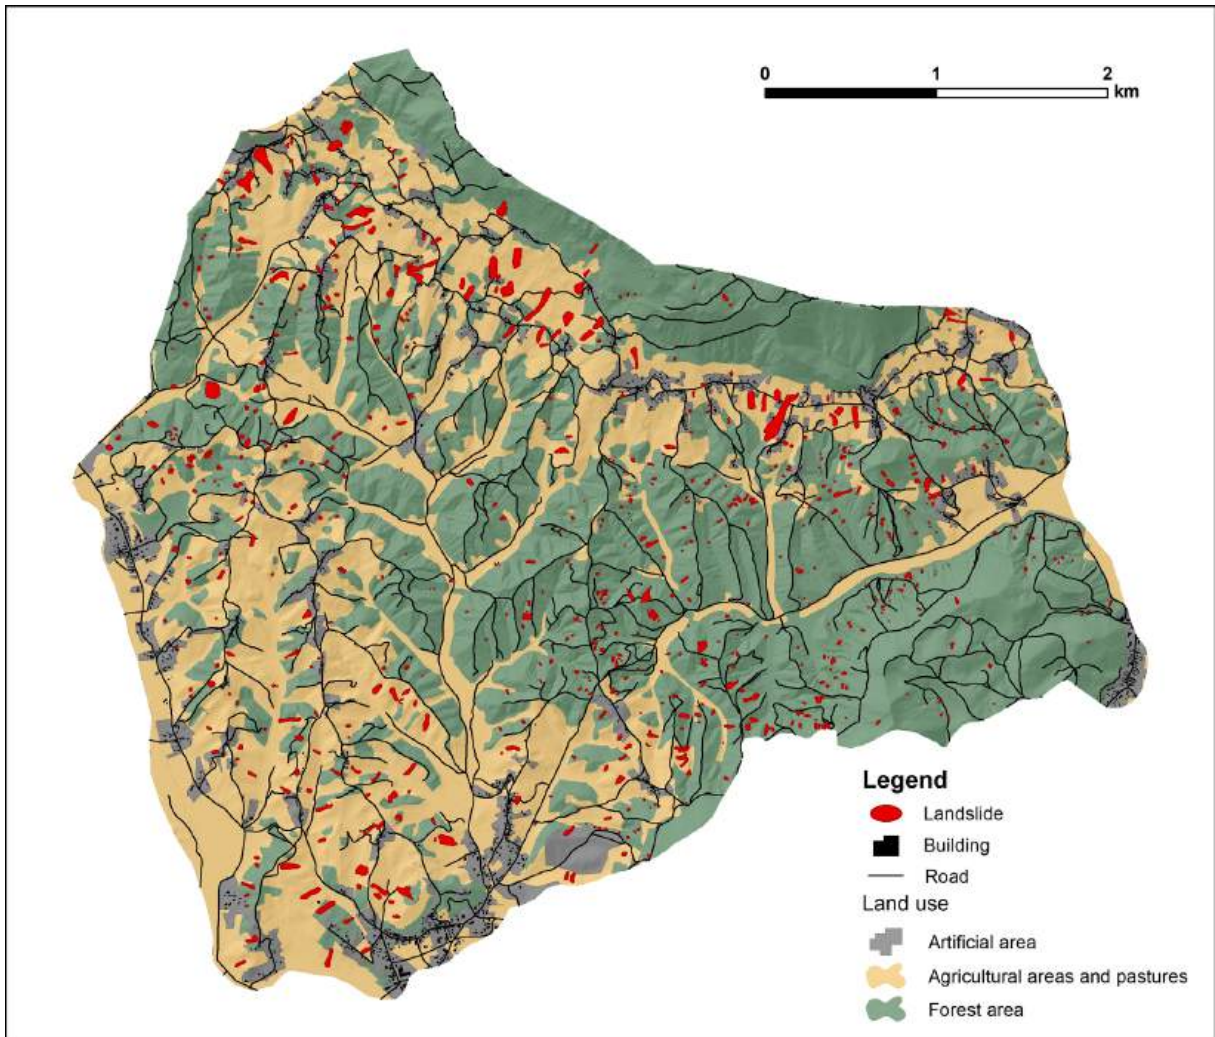 0 1 2
km
Legend
Landslide
Building
Road
Land use
Artificial area
Agricultural areas and pastures
Forest area